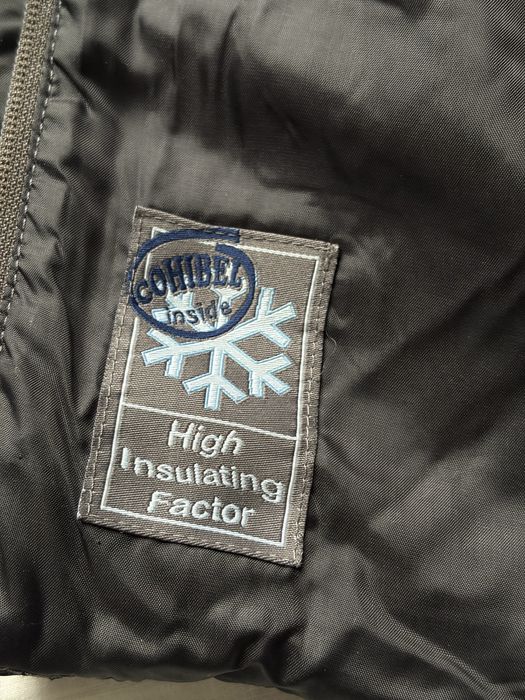 COHIBEL
inside
High
Insulating
Factor